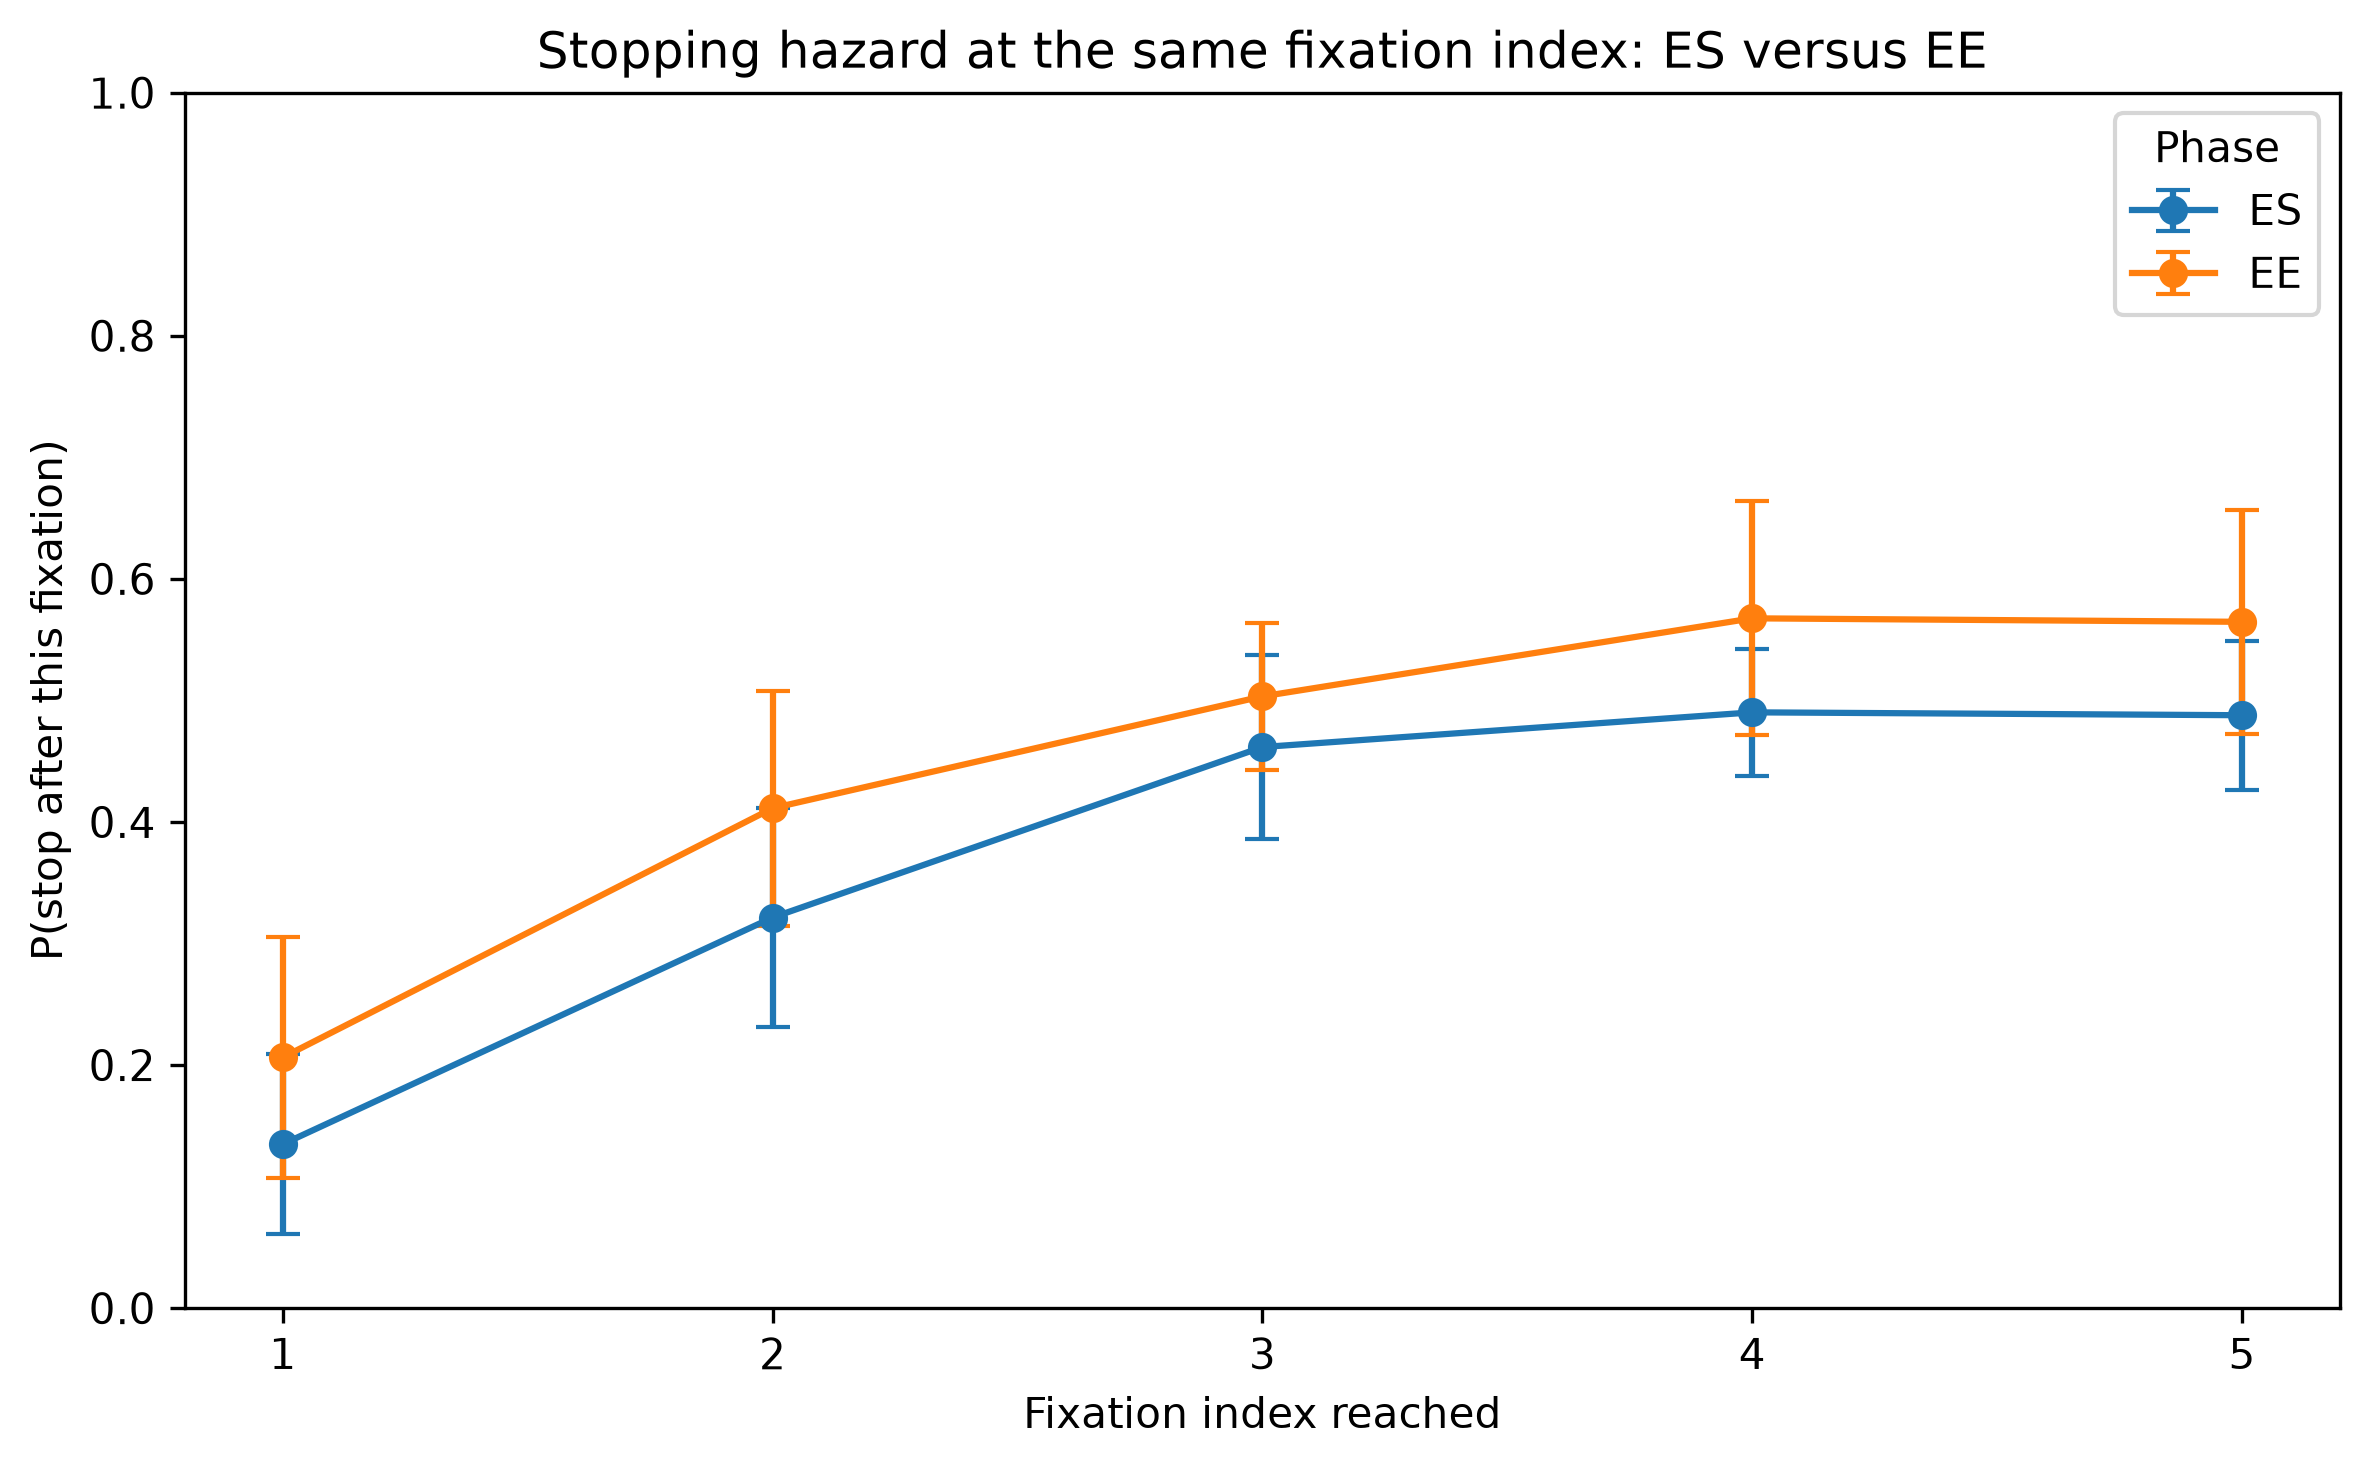 Stopping hazard at the same fixation index: ES versus EE
P(stop after this fixation)
1.0
0.8
0.6
0.4
0.2
0.0
Phase
ES
EE
1 2 3 4 5
Fixation index reached